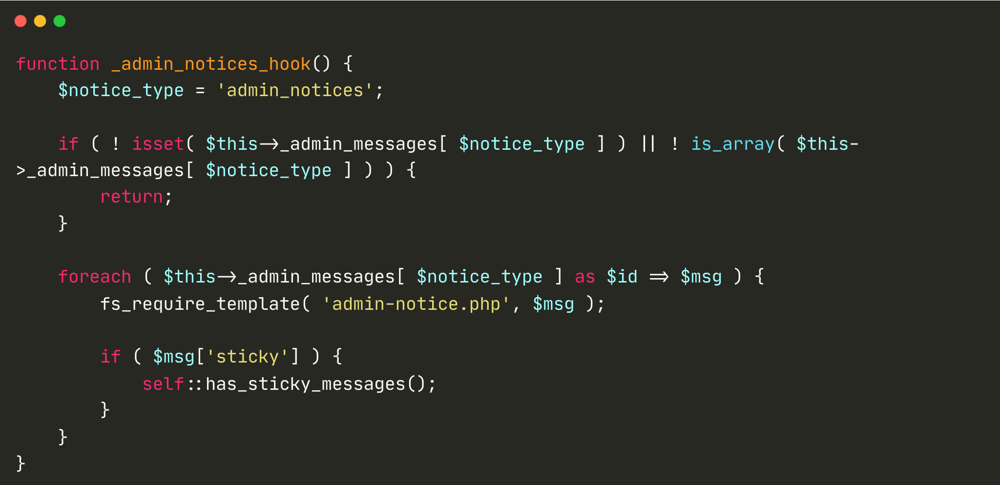 function _admin_notices_hook() {
    $notice_type = 'admin_notices';

    if ( ! isset( $this->_admin_messages[ $notice_type ] ) || ! is_array( $this-
>_admin_messages[ $notice_type ] ) ) {
        return;
    }

    foreach ( $this->_admin_messages[ $notice_type ] as $id => $msg ) {
        fs_require_template( 'admin-notice.php', $msg );

        if ( $msg['sticky'] ) {
            self::has_sticky_messages();
        }
    }
}